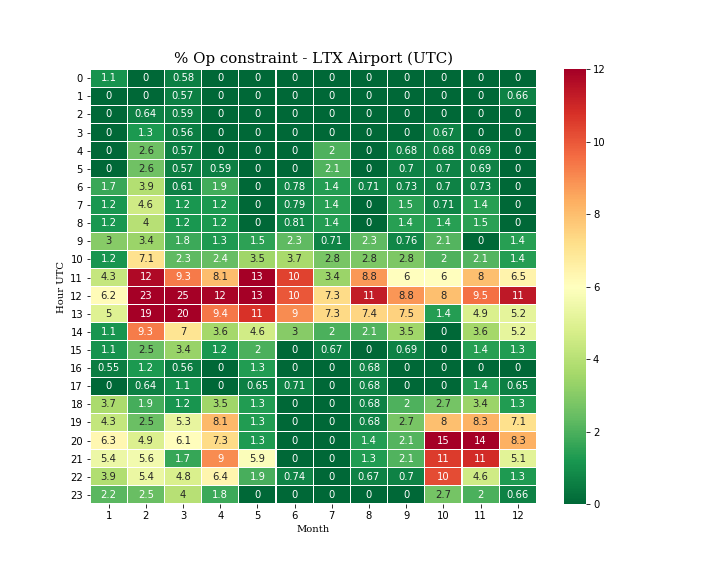 % Op constraint - LTX Airport (UTC)
0 1.1 0 0.58 0 0 0 0 0 0 0 0 0
1 0 0 0.57 0 0 0 0 0 0 0 0 0.66
2 0 0.64 0.59 0 0 0 0 0 0 0 0 0
3 0 1.3 0.56 0 0 0 0 0 0 0.67 0 0
4 0 2.6 0.57 0 0 0 2 0 0.68 0.68 0.69 0
5 0 2.6 0.57 0.59 0 0 2.1 0 0.7 0.7 0.69 0
6 1.7 3.9 0.61 1.9 0 0.78 1.4 0.71 0.73 0.7 0.73 0
7 1.2 4.6 1.2 1.2 0 0.79 1.4 0 1.5 0.71 1.4 0
8 1.2 4 1.2 1.2 0 0.81 1.4 0 1.4 1.4 1.5 0
9 3 3.4 1.8 1.3 1.5 2.3 0.71 2.3 0.76 2.1 0 1.4
10 1.2 7.1 2.3 2.4 3.5 3.7 2.8 2.8 2.8 2 2.1 1.4
11 4.3 12 9.3 8.1 13 10 3.4 8.8 6 6 8 6.5
12 6.2 23 25 12 13 10 7.3 11 8.8 8 9.5 11
13 5 19 20 9.4 11 9 7.3 7.4 7.5 1.4 4.9 5.2
14 1.1 9.3 7 3.6 4.6 3 2 2.1 3.5 0 3.6 5.2
15 1.1 2.5 3.4 1.2 2 0 0.67 0 0.69 0 1.4 1.3
16 0.55 1.2 0.56 0 1.3 0 0 0.68 0 0 0 0
17 0 0.64 1.1 0 0.65 0.71 0 0.68 0 0 1.4 0.65
18 3.7 1.9 1.2 3.5 1.3 0 0 0.68 2 2.7 3.4 1.3
19 4.3 2.5 5.3 8.1 1.3 0 0 0.68 2.7 8 8.3 7.1
20 6.3 4.9 6.1 7.3 1.3 0 0 1.4 2.1 15 14 8.3
21 5.4 5.6 1.7 9 5.9 0 0 1.3 2.1 11 11 5.1
22 3.9 5.4 4.8 6.4 1.9 0.74 0 0.67 0.7 10 4.6 1.3
23 2.2 2.5 4 1.8 0 0 0 0 0 2.7 2 0.66
1 2 3 4 5 6 7 8 9 10 11 12
Month
Hour UTC
12
10
8
6
4
2
0